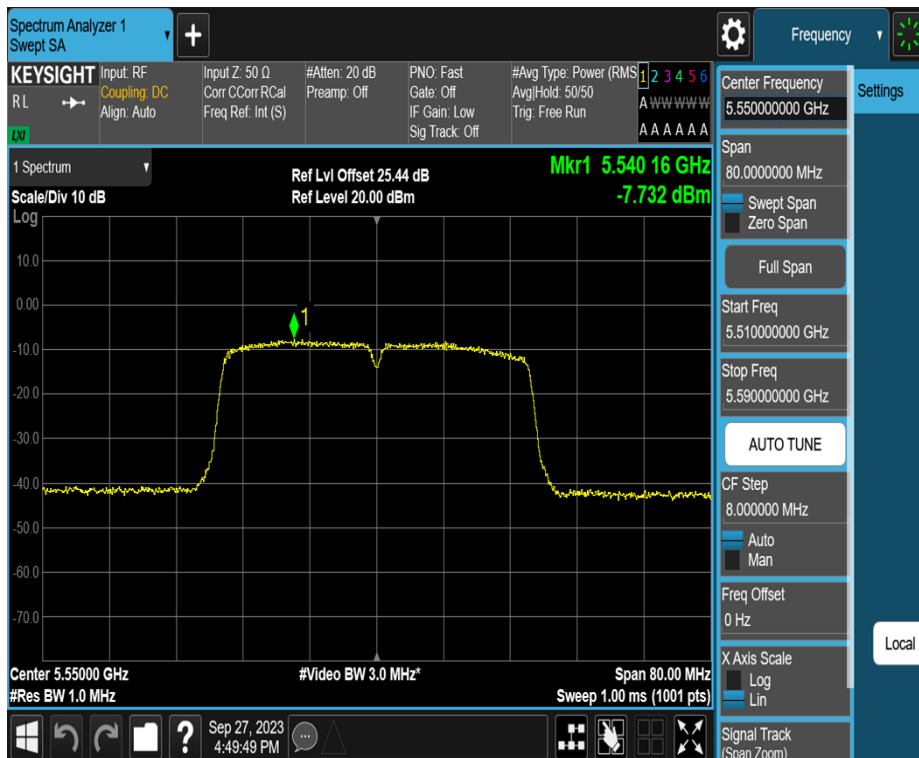 Spectrum Analyzer 1
Swept SA
+
Frequency
KEYSIGHT
RL
LXI
Input: RF
Coupling: DC
Align: Auto
Input Z: 50 Ω
Corr CCorr RCal
Freq Ref: Int (S)
#Atten: 20 dB
Preamp: Off
PNO: Fast
Gate: Off
IF Gain: Low
Sig Track: Off
#Avg Type: Power (RMS
Avg|Hold: 50/50
Trig: Free Run
1 2 3 4 5 6
A W W W W W
A A A A A A
1 Spectrum
Scale/Div 10 dB
Log
Ref Lvl Offset 25.44 dB
Ref Level 20.00 dBm
Mkr1 5.540 16 GHz
-7.732 dBm
10.0
0.00
-10.0
-20.0
-30.0
-40.0
-50.0
-60.0
-70.0
1
Center 5.55000 GHz
#Res BW 1.0 MHz
#Video BW 3.0 MHz*
Span 80.00 MHz
Sweep 1.00 ms (1001 pts)
Center Frequency
5.550000000 GHz
Span
80.0000000 MHz
Swept Span
Zero Span
Full Span
Start Freq
5.510000000 GHz
Stop Freq
5.590000000 GHz
AUTO TUNE
CF Step
8.000000 MHz
Auto
Man
Freq Offset
0 Hz
X Axis Scale
Log
Lin
Signal Track
(Span Zoom)
Settings
Local
?
Sep 27, 2023
4:49:49 PM